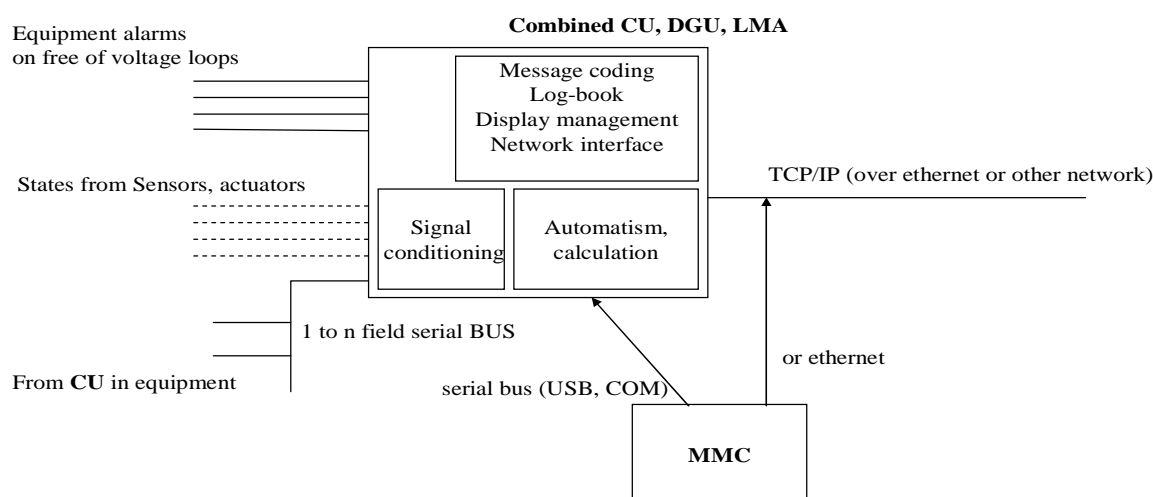 Combined CU, DGU, LMA
Equipment alarms
on free of voltage loops
Message coding
Log-book
Display management
Network interface
TCP/IP (over ethernet or other network)
States from Sensors, actuators
Signal
conditioning
Automatism,
calculation
1 to n field serial BUS
or ethernet
From CU in equipment
serial bus (USB, COM)
MMC